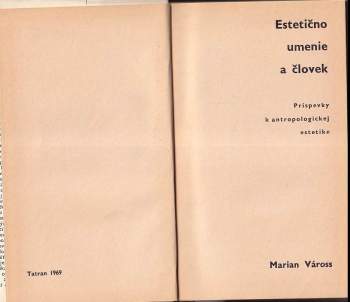 Tatran 1969
Estetično
umenie
a človek
Príspevky
k antropologickej
estetike
Marian Váross